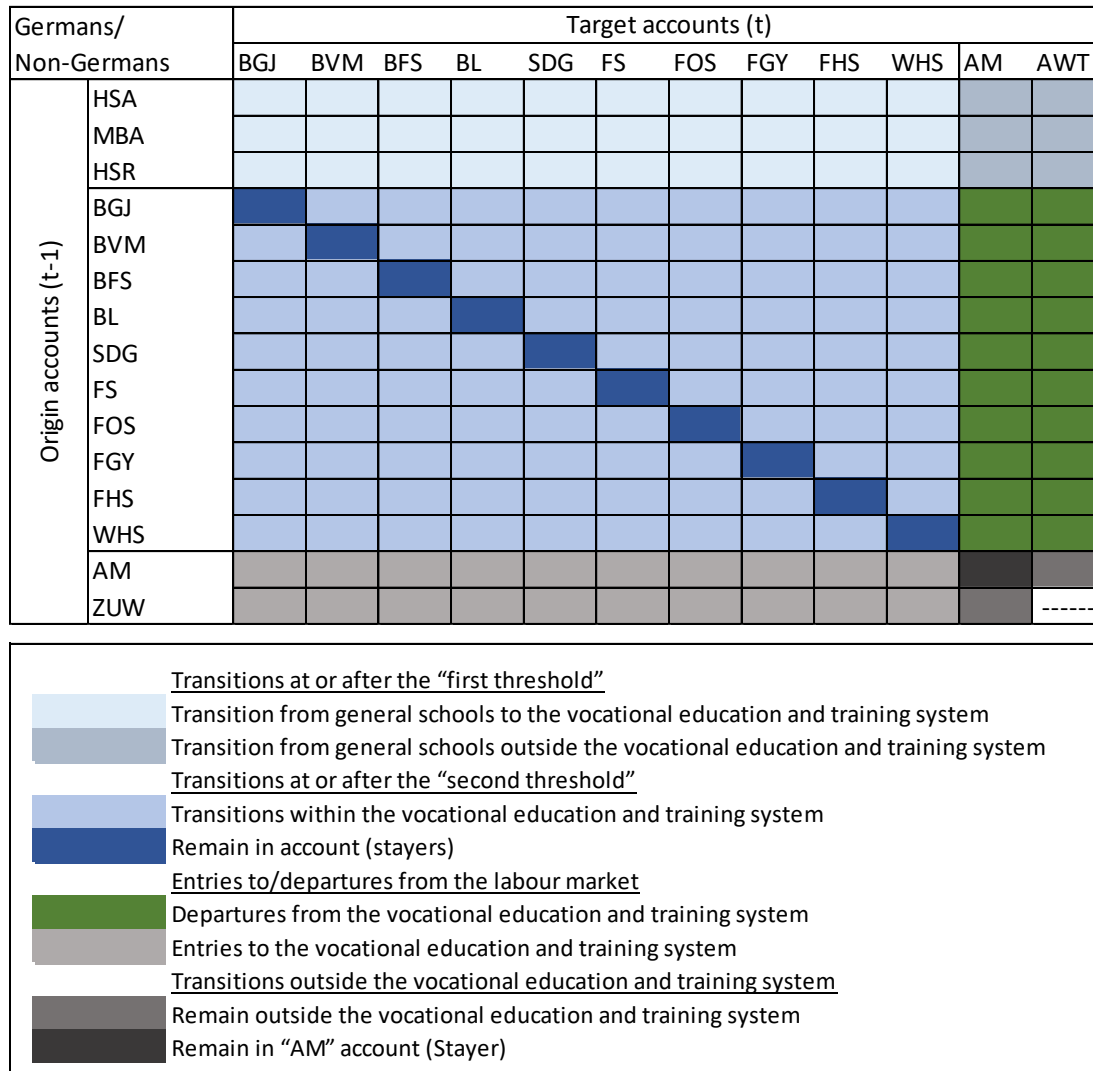 Germans/
Non-Germans
Target accounts (t)
BGJ BVM BFS BL SDG FS FOS FGY FHS WHS AM AWT
Origin accounts (t-1)
HSA
MBA
HSR
BGJ
BVM
BFS
BL
SDG
FS
FOS
FGY
FHS
WHS
AM
ZUW ------
Transitions at or after the “first threshold”
Transition from general schools to the vocational education and training system
Transition from general schools outside the vocational education and training system
Transitions at or after the “second threshold”
Transitions within the vocational education and training system
Remain in account (stayers)
Entries to/departures from the labour market
Departures from the vocational education and training system
Entries to the vocational education and training system
Transitions outside the vocational education and training system
Remain outside the vocational education and training system
Remain in “AM” account (Stayer)